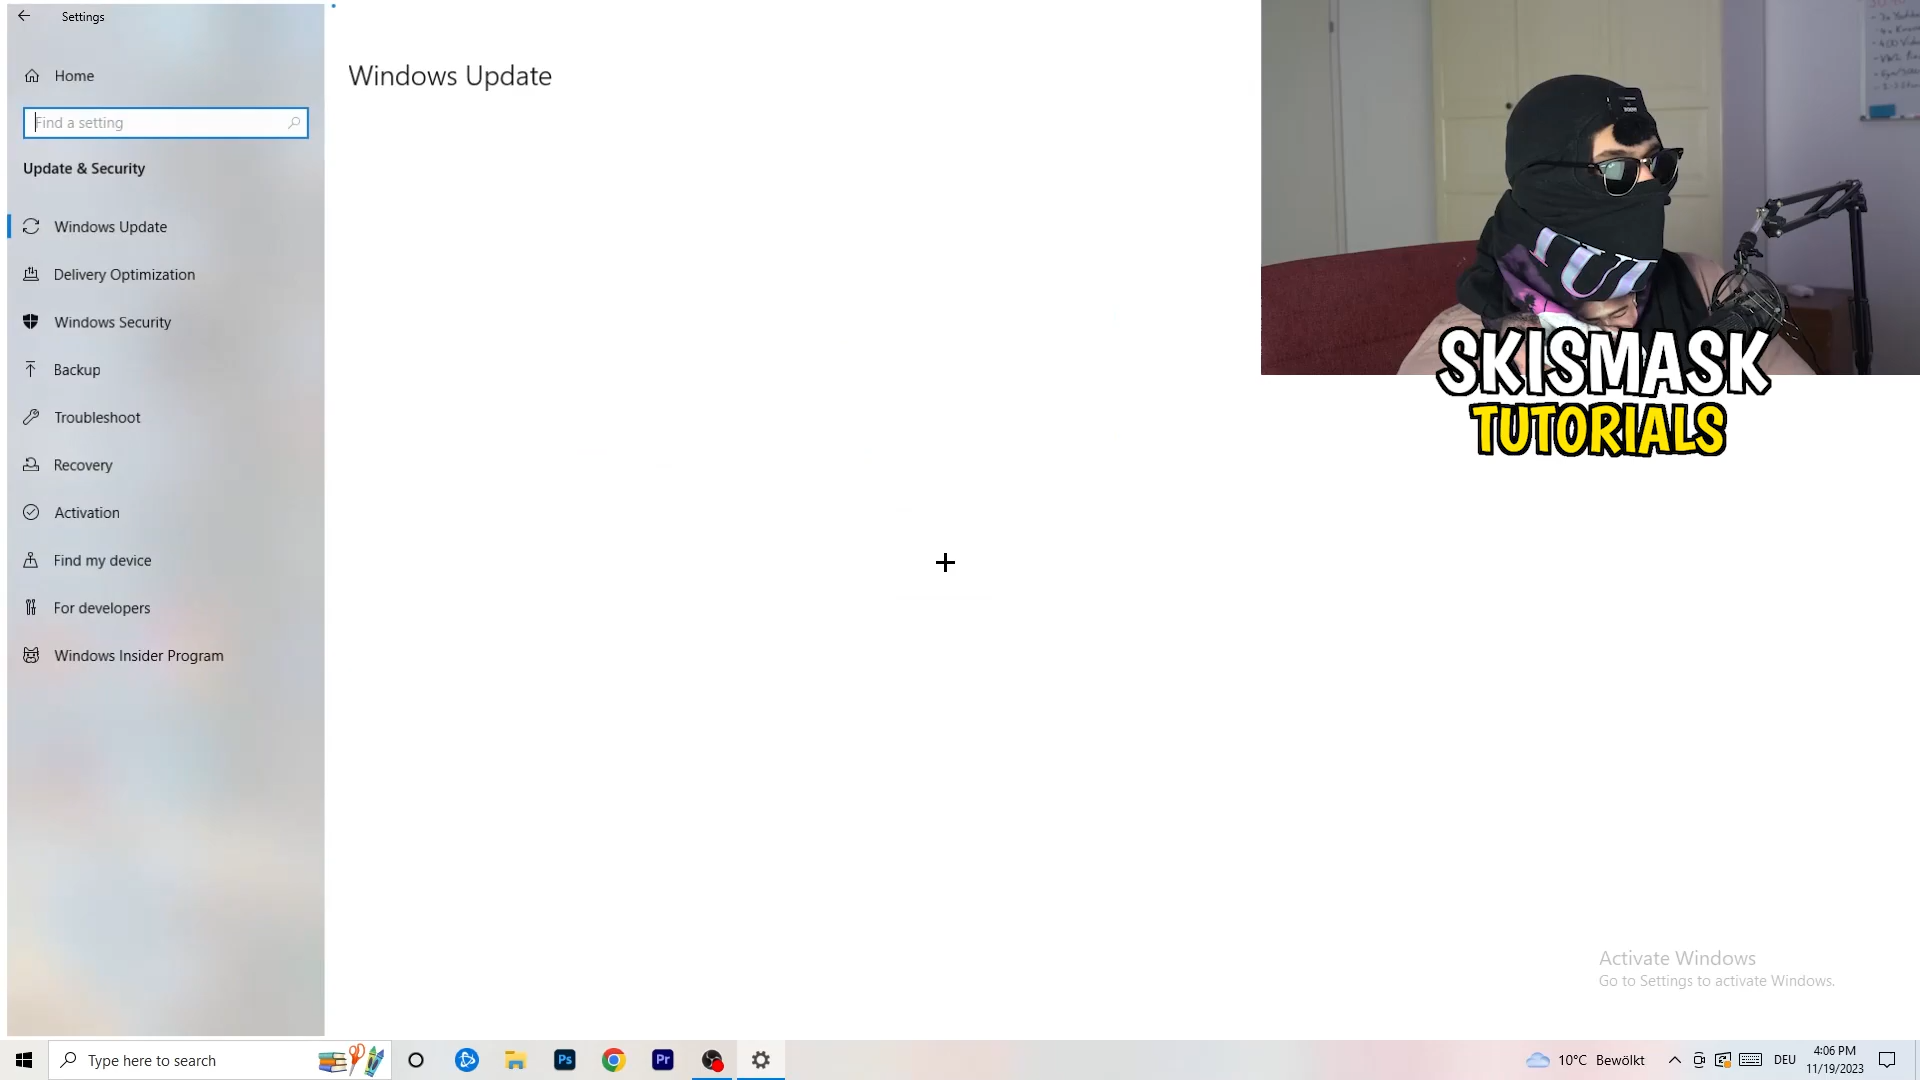 Settings
Home
Find a setting
Update & Security
Windows Update
Delivery Optimization
Windows Security
Backup
Troubleshoot
Recovery
Activation
Find my device
For developers
Windows Insider Program
Windows Update
SKISMASK
TUTORIALS
Activate Windows
Go to Settings to activate Windows.
Type here to search
Ps
Pr
10°C Bewölkt
DEU
4:06 PM
11/19/2023